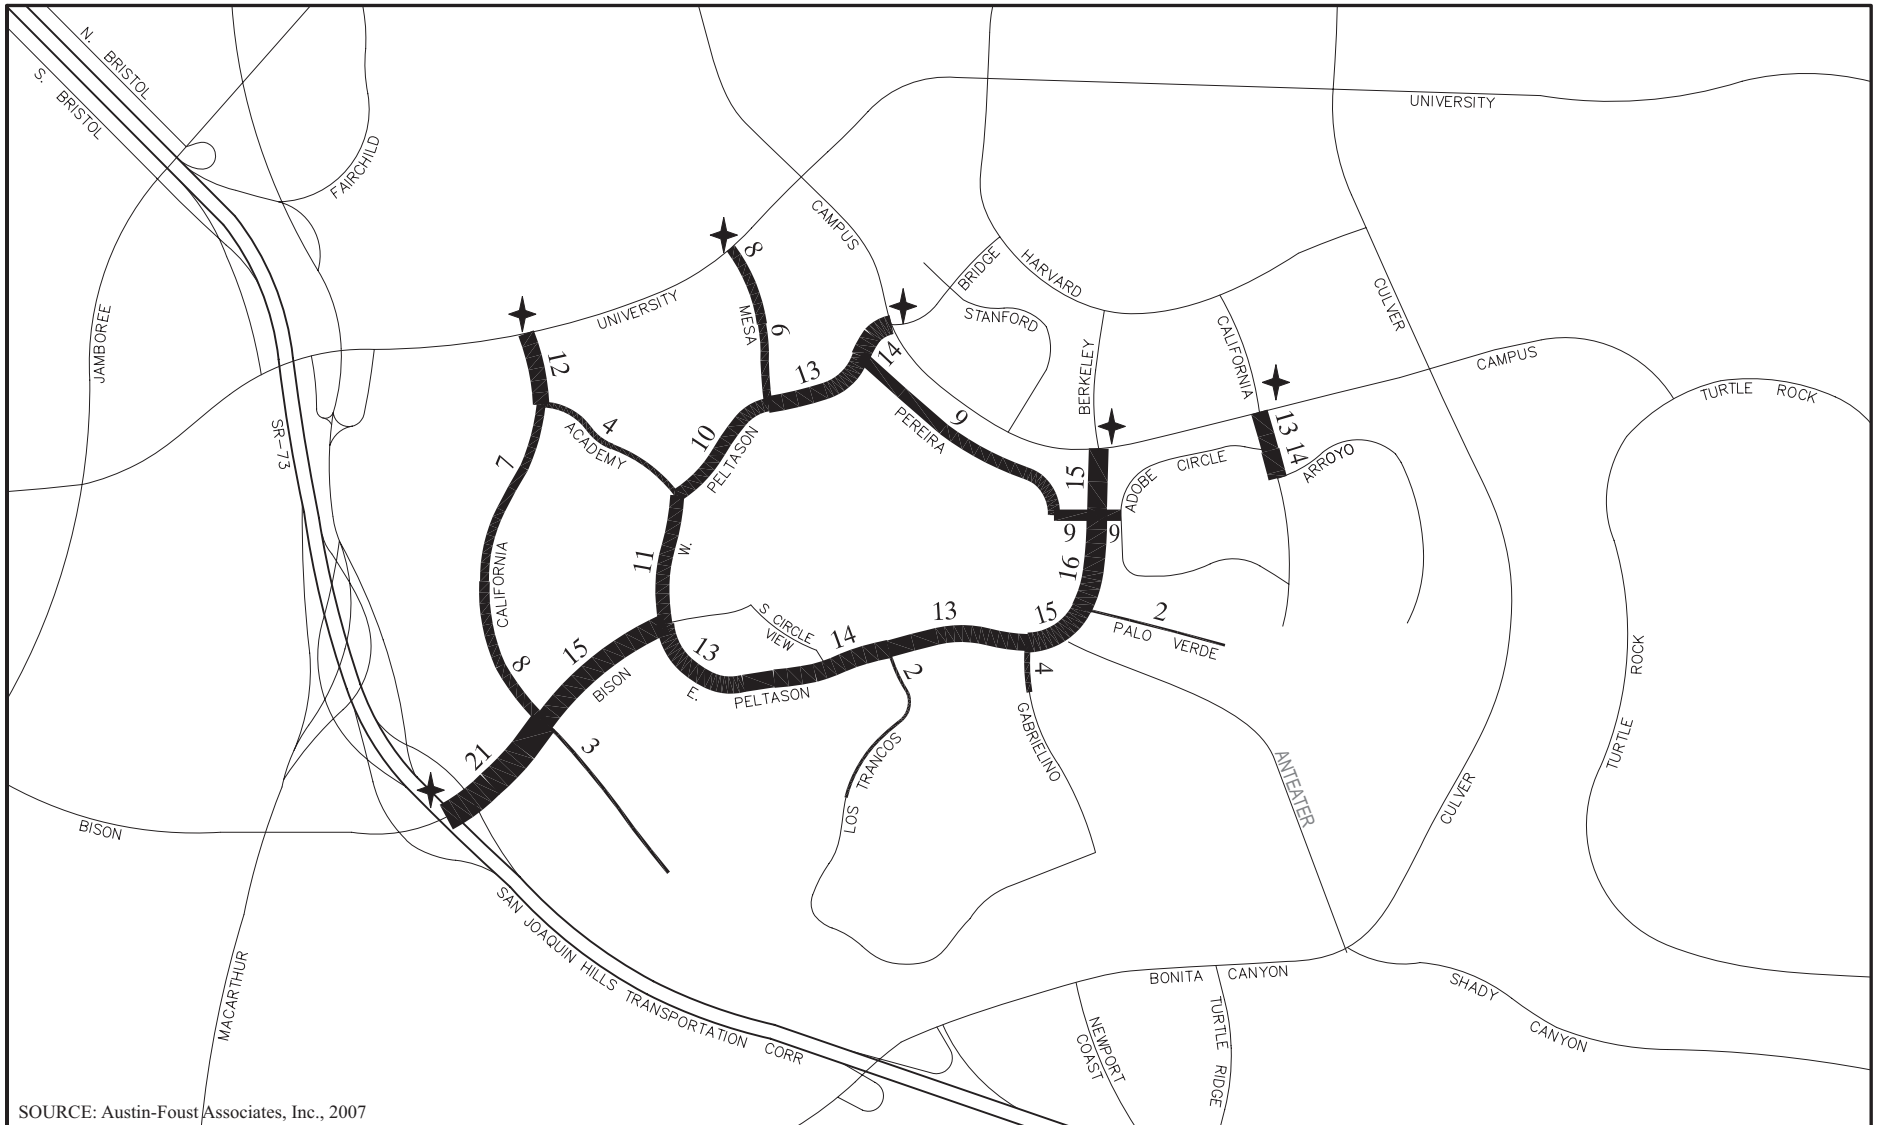 N. BRISTOL
S. BRISTOL
FAIRCHILD
JAMBOREE
SR-73
UNIVERSITY
UNIVERSITY
CAMPUS
BRIDGE
HARVARD
STANFORD
CULVER
CALIFORNIA
BERKELEY
CAMPUS
TURTLE ROCK
8
MESA
6
12
13
14
4
ACADEMY
10
PELTASON
7
PEREIRA
9
13
14
ARROYO
ADOBE CIRCLE
15
9
9
16
11
W.
CALIFORNIA
8
15
BISON
13
E. PELTASON
S CIRCLE
VIEW
14
13
15
2
PALO VERDE
2
4
LOS TRANCOS
GABRIELINO
ANTEATER
CULVER
TURTLE ROCK
21
3
BISON
MACARTHUR
SAN JOAQUIN HILLS TRANSPORTATION CORR
BONITA CANYON
SHADY CANYON
NEWPORT
COAST
TURTLE RIDGE
SOURCE: Austin-Foust Associates, Inc., 2007